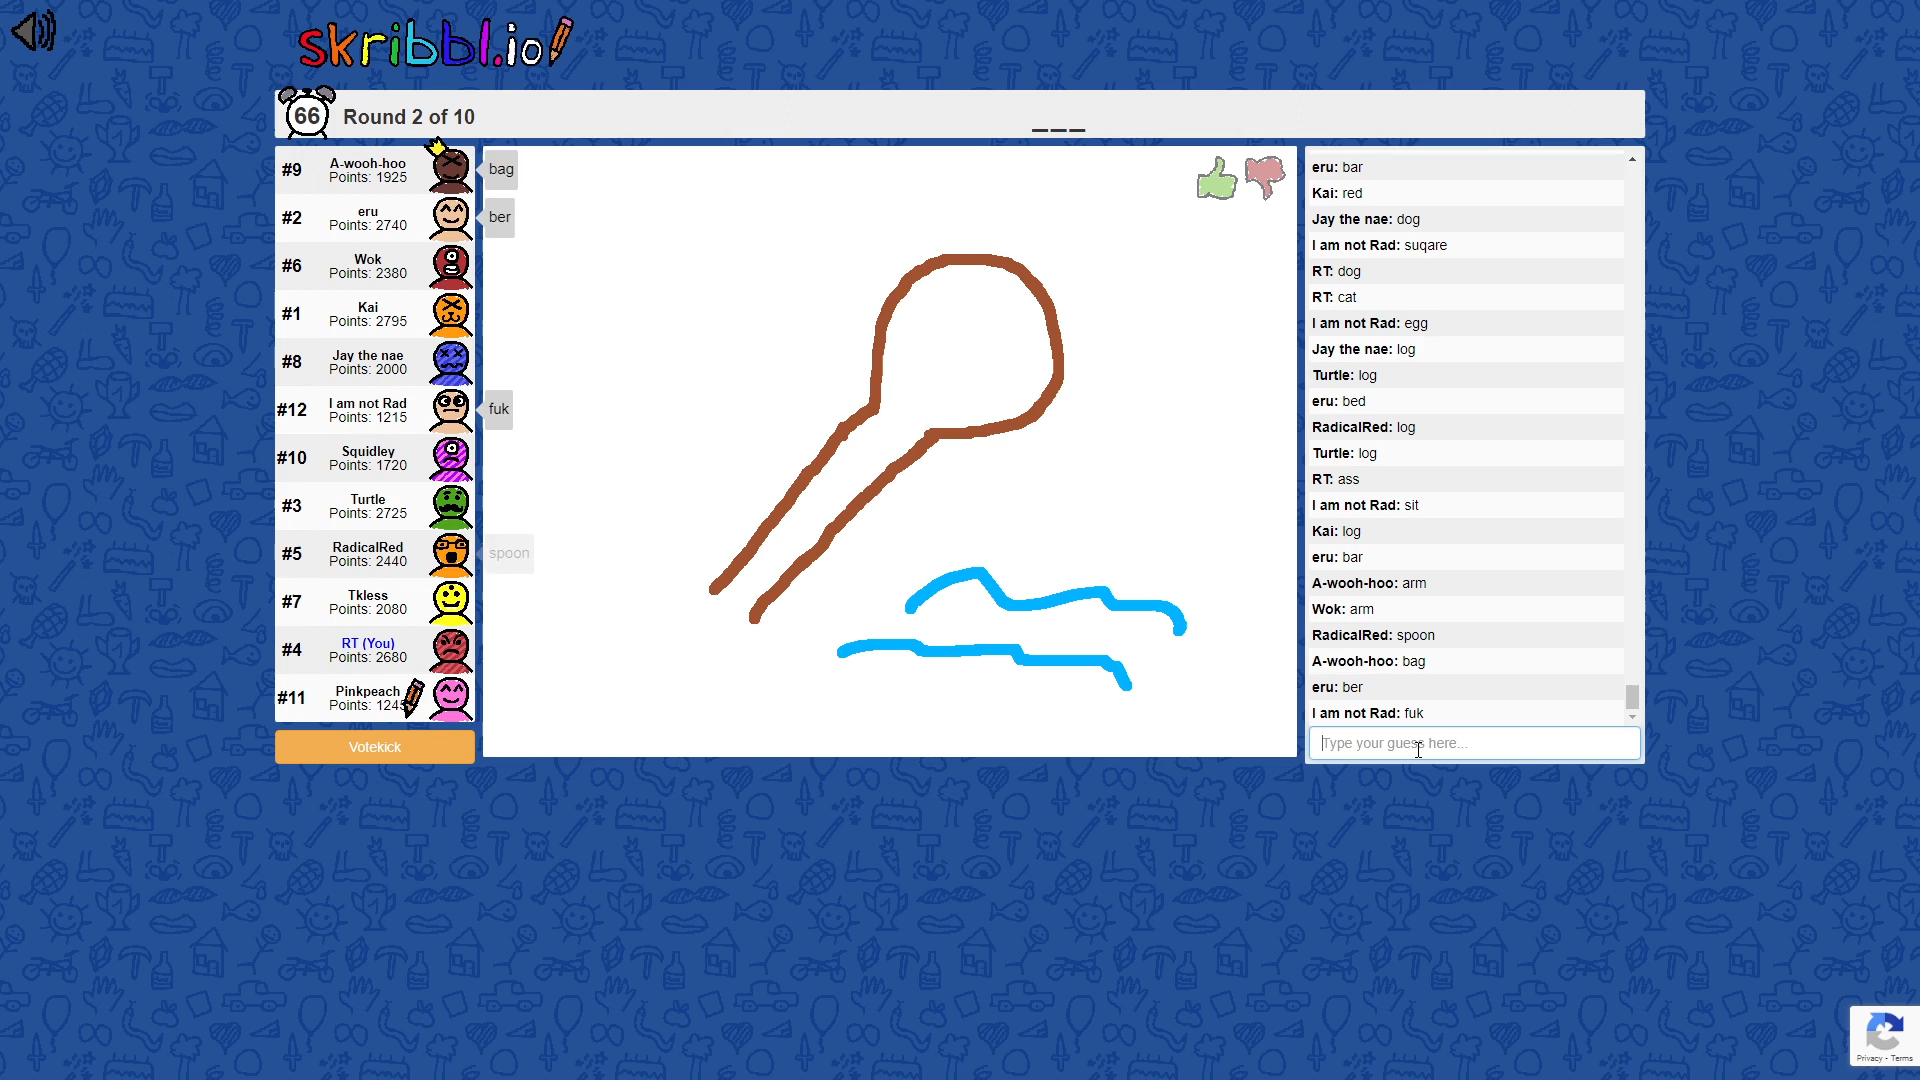 skribbl.io
66 Round 2 of 10
_ _ _
#9 A-wooh-hoo
Points: 1925
bag
#2 eru
Points: 2740
ber
#6 Wok
Points: 2380
#1 Kai
Points: 2795
#8 Jay the nae
Points: 2000
#12 I am not Rad
Points: 1215
fuk
#10 Squidley
Points: 1720
#3 Turtle
Points: 2725
#5 RadicalRed
Points: 2440
spoon
#7 Tkless
Points: 2080
#4 RT (You)
Points: 2680
#11 Pinkpeach
Points: 1245
Votekick
eru: bar
Kai: red
Jay the nae: dog
I am not Rad: suqare
RT: dog
RT: cat
I am not Rad: egg
Jay the nae: log
Turtle: log
eru: bed
RadicalRed: log
Turtle: log
RT: ass
I am not Rad: sit
Kai: log
eru: bar
A-wooh-hoo: arm
Wok: arm
RadicalRed: spoon
A-wooh-hoo: bag
eru: ber
I am not Rad: fuk
Type your guess here...
Privacy - Terms